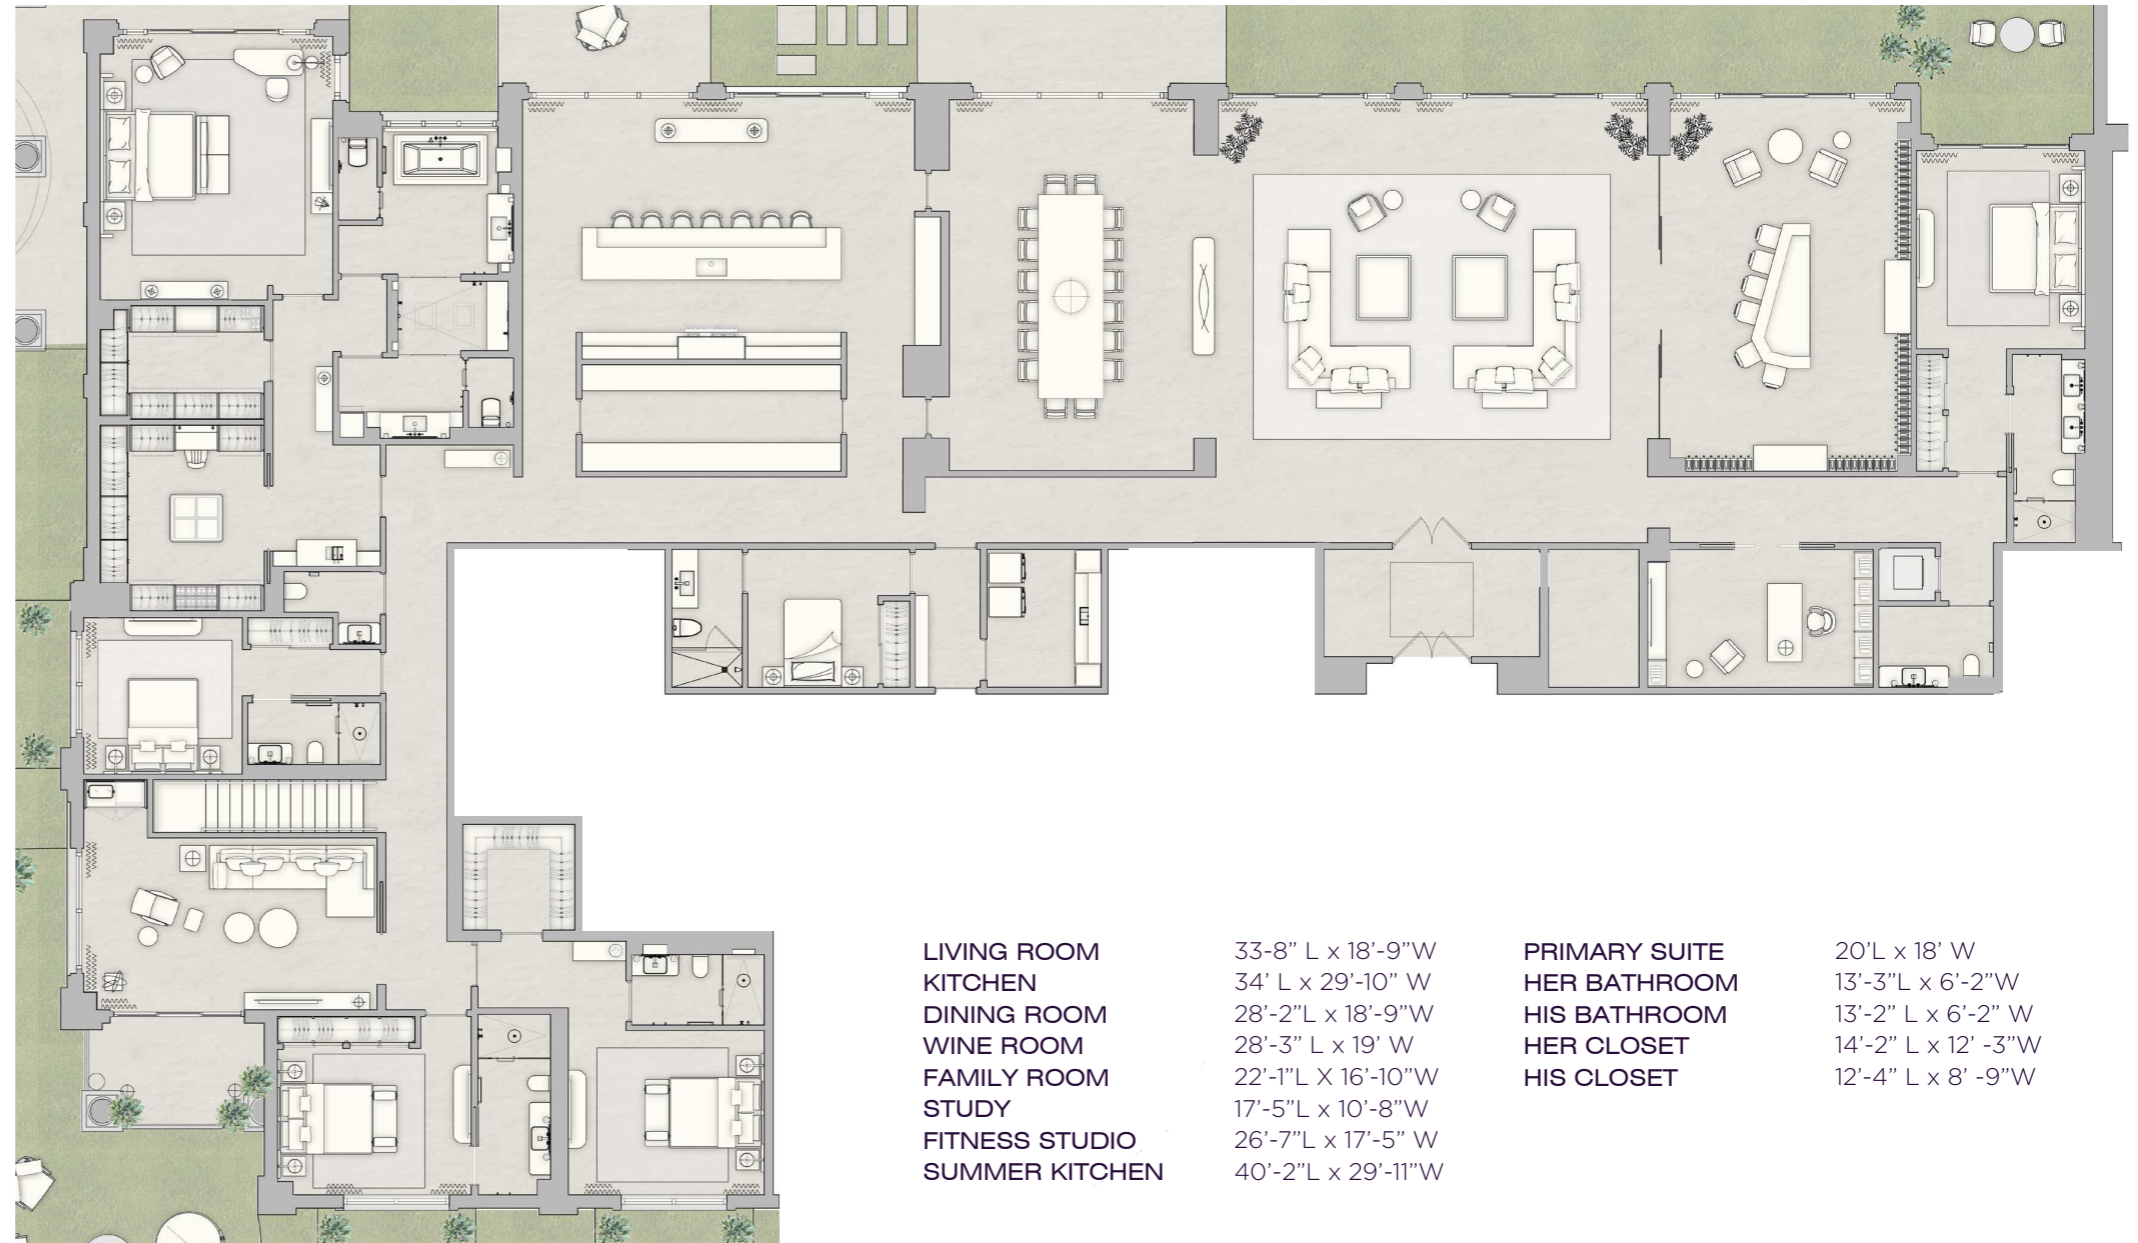 LIVING ROOM 33-8” L x 18’-9”W
KITCHEN 34’ L x 29’-10” W
DINING ROOM 28’-2”L x 18’-9”W
WINE ROOM 28’-3” L x 19’ W
FAMILY ROOM 22’-1”L X 16’-10”W
STUDY 17’-5”L x 10’-8”W
FITNESS STUDIO 26’-7”L x 17’-5” W
SUMMER KITCHEN 40’-2”L x 29’-11”W
PRIMARY SUITE 20’L x 18’ W
HER BATHROOM 13’-3”L x 6’-2”W
HIS BATHROOM 13’-2” L x 6’-2” W
HER CLOSET 14’-2” L x 12’ -3”W
HIS CLOSET 12’-4” L x 8’ -9”W